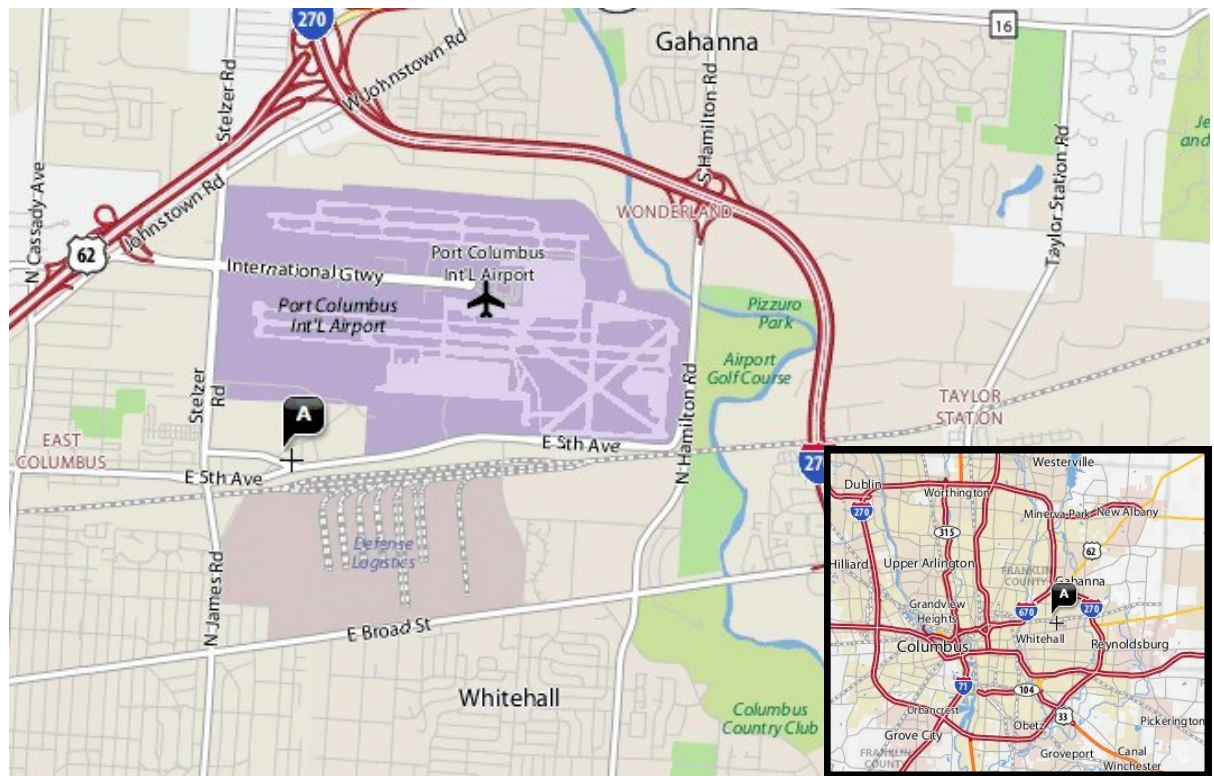 270
16
Gahanna
W Johnstown Rd
Stelzer Rd
S Hamilton Rd
Taylor Station Rd
N Cassady Ave
Johnstown Rd
WONDERLAND
62
International Gtwy
Port Columbus
Int'L Airport
Port Columbus
Int'L Airport
Pizzuro
Park
Airport
Golf Course
Stelzer
Rd
N Hamilton Rd
TAYLOR
STATION
A
EAST
COLUMBUS
E 5th Ave
E 5th Ave
Defense
Logistics
N James Rd
E Broad St
Whitehall
Columbus
Country Club
Westerville
Dublin
Worthington
270
Minerva Park
New Albany
315
62
Hilliard
Upper Arlington
FRANKLIN
COUNTY
Gahanna
A
Grandview
Heights
670
270
Whitehall
Columbus
Reynoldsburg
71
104
Urbancrest
33
Obetz
Pickerington
Grove City
FRANKLIN
COUNTY
Groveport
Canal
Winchester